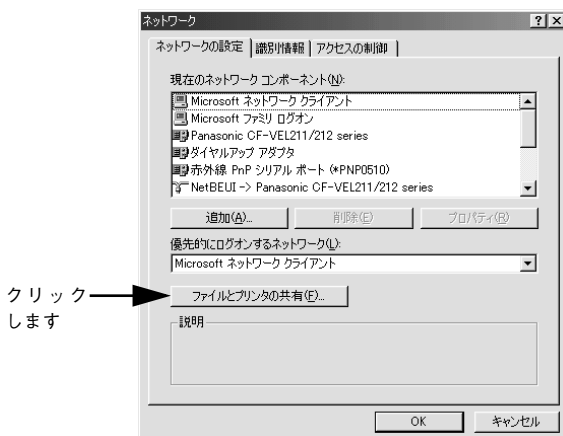 ネットワーク
ネットワークの設定 識別情報 アクセスの制御
現在のネットワーク コンポーネント(N):
Microsoft ネットワーク クライアント
Microsoft ファミリ ログオン
Panasonic CF-VEL211/212 series
ダイヤルアップ アダプタ
赤外線 PnP シリアル ポート (*PNP0510)
NetBEUI -> Panasonic CF-VEL211/212 series
追加(A)... 削除(E) プロパティ(R)
優先的にログオンするネットワーク(L):
Microsoft ネットワーク クライアント
クリック
します
ファイルとプリンタの共有(F)...
説明
OK キャンセル